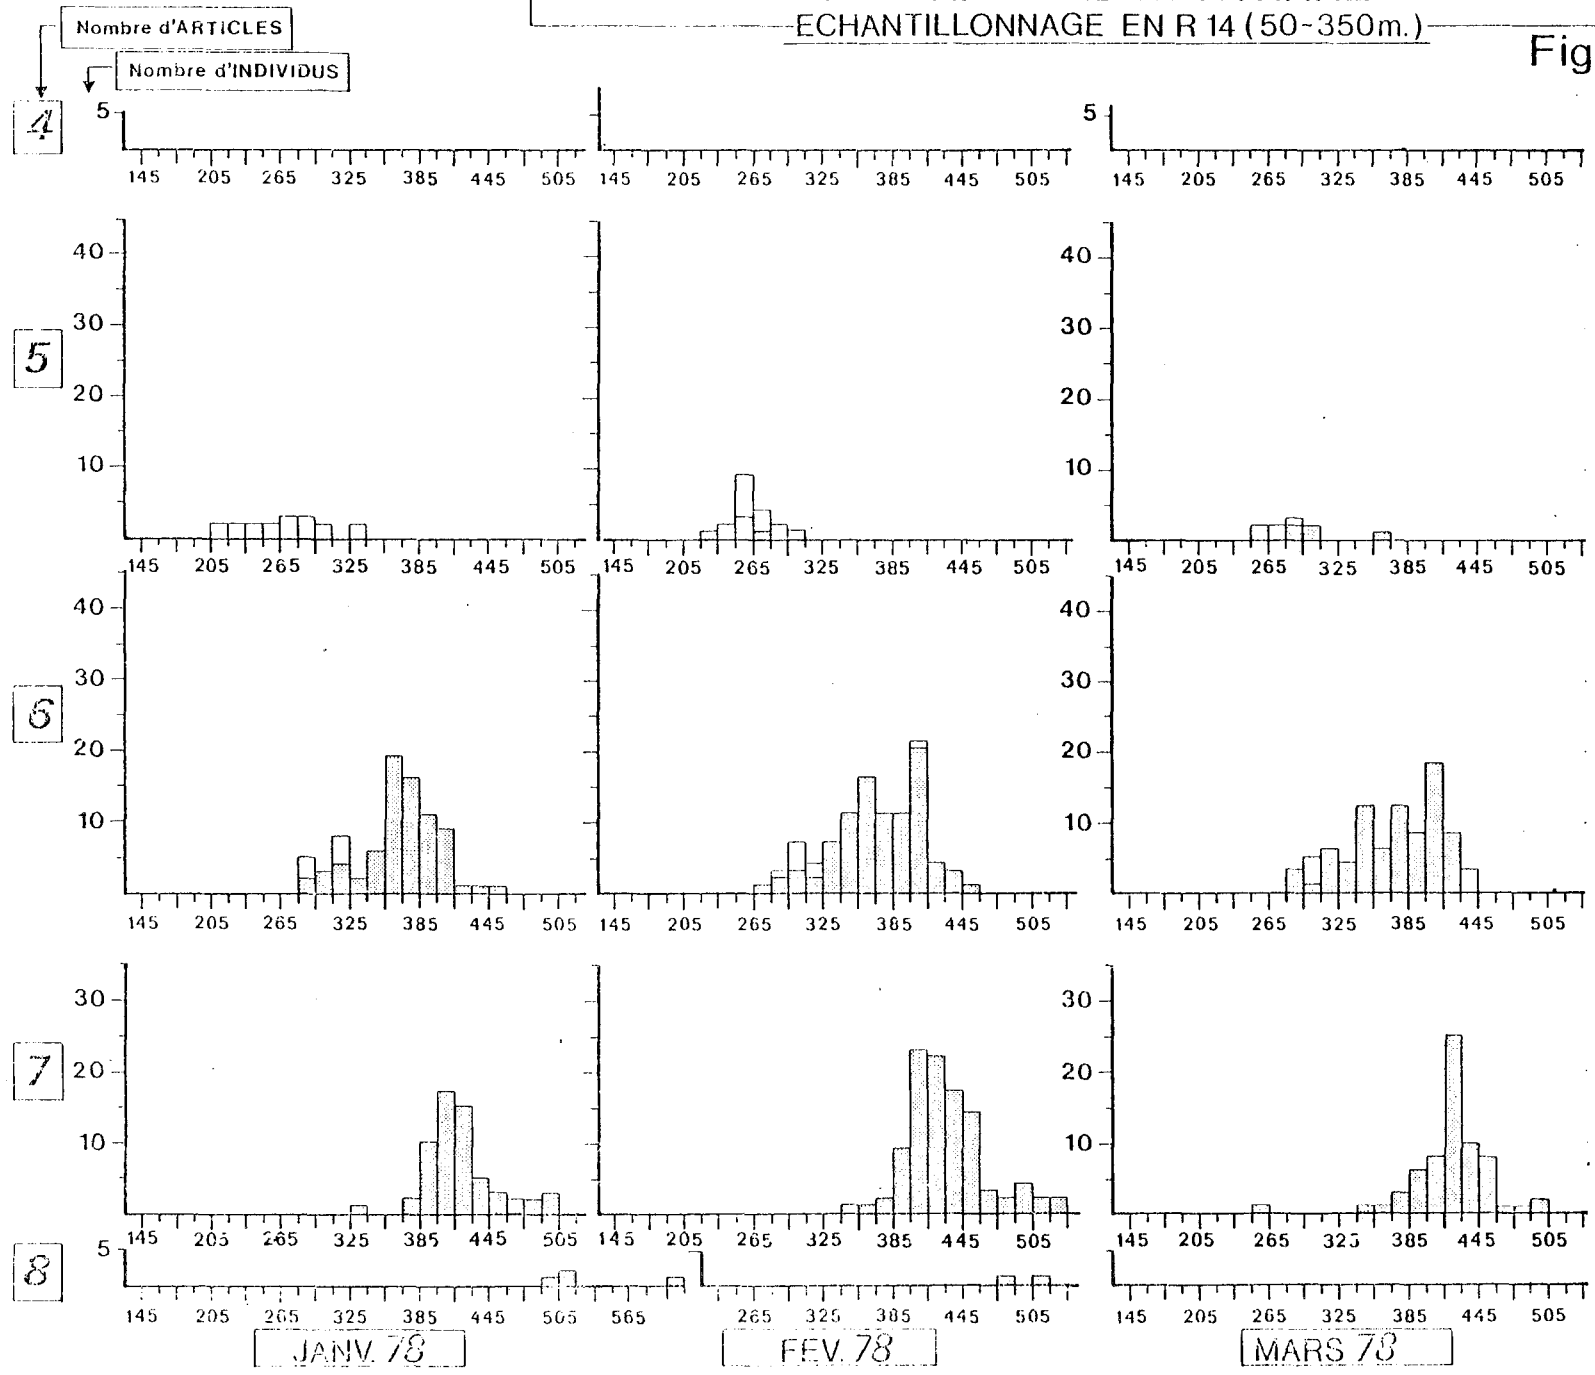 Nombre d'ARTICLES
ECHANTILLONNAGE EN R 14 (50-350m.)
Fig
Nombre d'INDIVIDUS
4 5 5
145 205 265 325 385 445 505 145 205 265 325 385 445 505 145 205 265 325 385 445 505
40 40
30 30
5
20 20
10 10
145 205 265 325 385 445 505 145 205 265 325 385 445 505 145 205 265 325 385 445 505
40 40
30 30
6
20 20
10 10
145 205 265 325 385 445 505 145 205 265 325 385 445 505 145 205 265 325 385 445 505
30 30
7 20 20
10 10
145 205 265 325 385 445 505 145 205 265 325 385 445 505 145 205 265 325 385 445 505
8 5
145 205 265 325 385 445 505 565 265 325 385 445 505 145 205 265 325 385 445 505
JANV. 78 FEV. 78 MARS 78